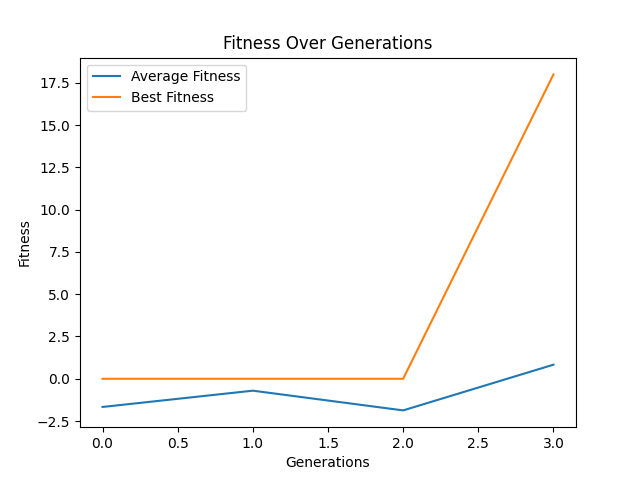 Fitness Over Generations
Average Fitness
Best Fitness
17.5
15.0
12.5
10.0
7.5
5.0
2.5
0.0
−2.5
Fitness
0.0 0.5 1.0 1.5 2.0 2.5 3.0
Generations